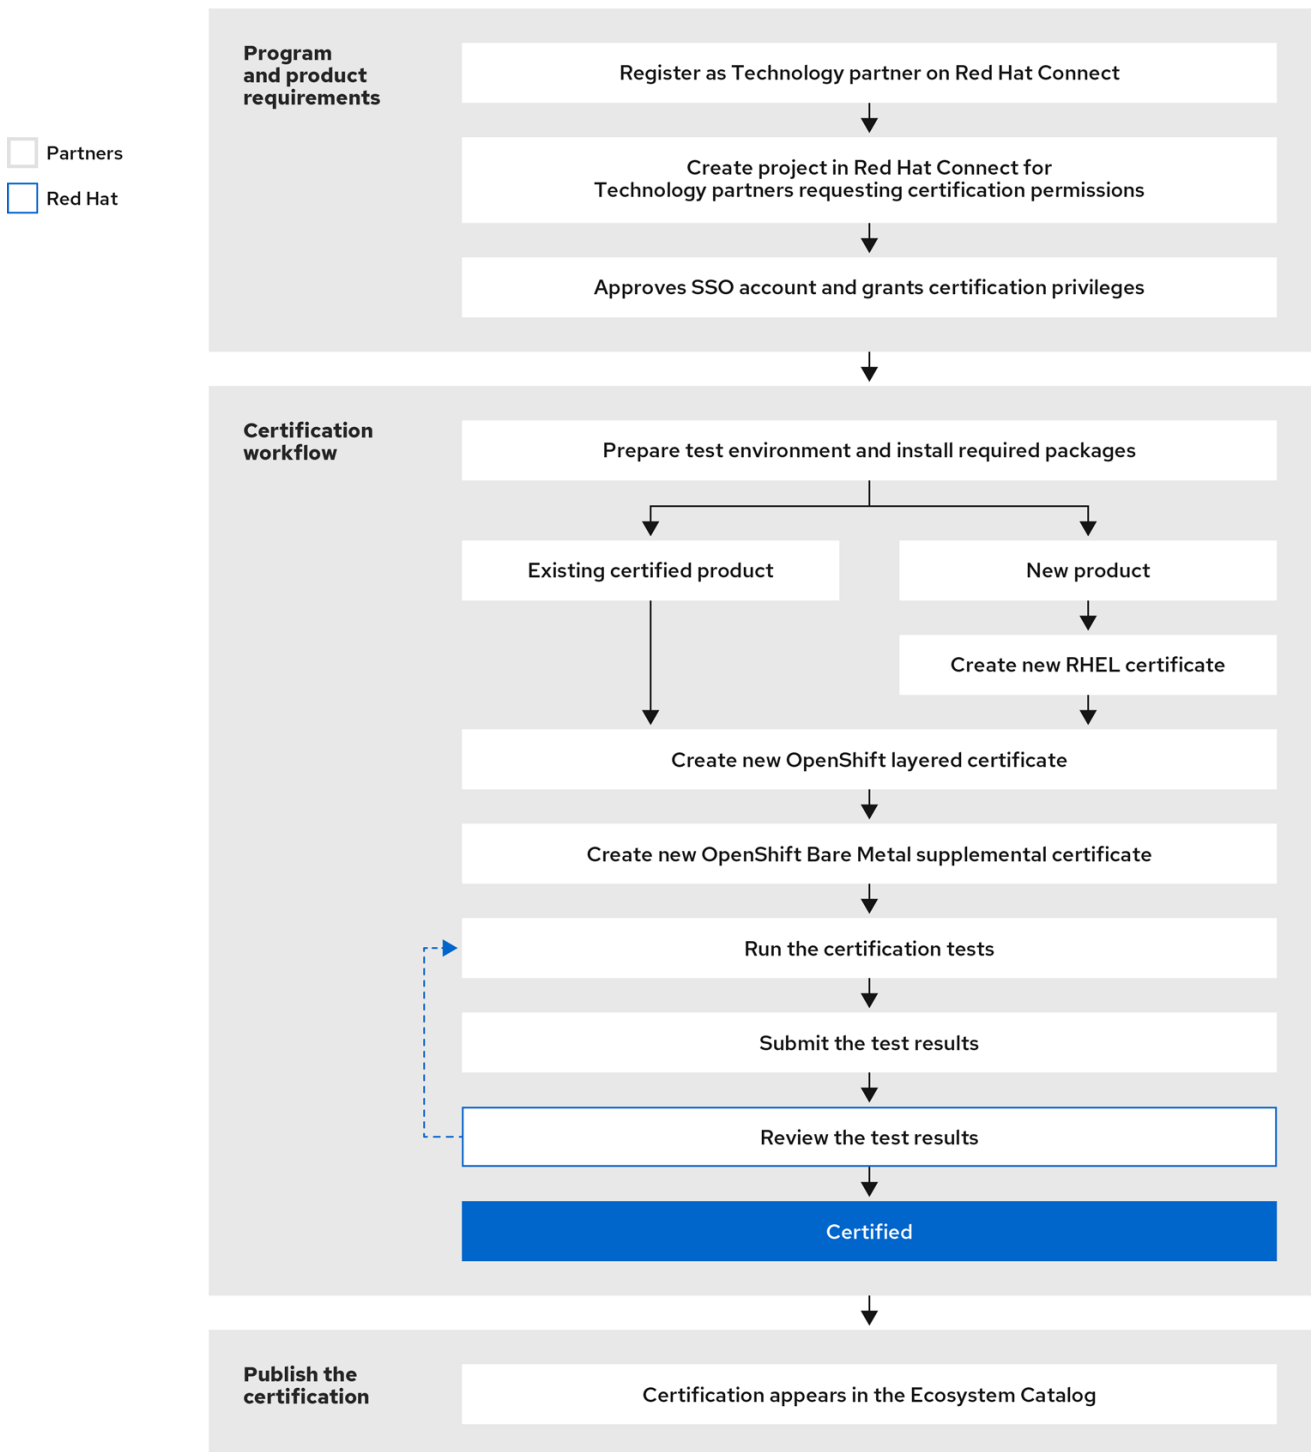 Program
and product
requirements
Partners
Red Hat
Register as Technology partner on Red Hat Connect
Create project in Red Hat Connect for
Technology partners requesting certification permissions
Approves SSO account and grants certification privileges
Certification
workflow
Prepare test environment and install required packages
Existing certified product
New product
Create new RHEL certificate
Create new OpenShift layered certificate
Create new OpenShift Bare Metal supplemental certificate
Run the certification tests
Submit the test results
Review the test results
Certified
Publish the
certification
Certification appears in the Ecosystem Catalog